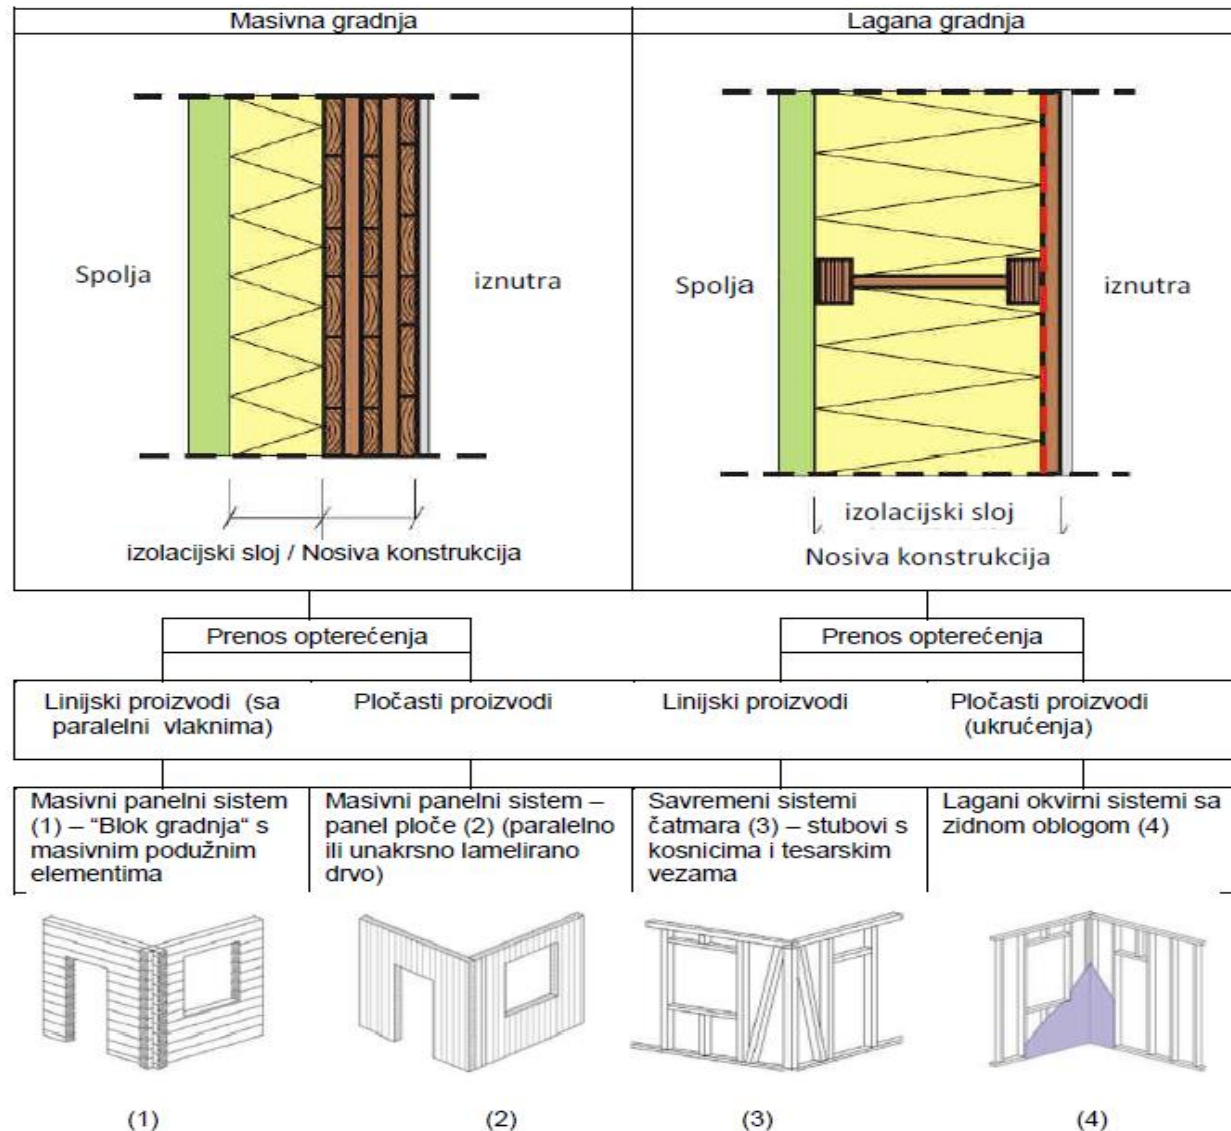 Masivna gradnja
Lagana gradnja
Spolja
iznutra
izolacijski sloj / Nosiva konstrukcija
Spolja
iznutra
izolacijski sloj
Nosiva konstrukcija
Prenos opterećenja
Prenos opterećenja
Linijski proizvodi (sa
paralelni vlaknima)
Pločasti proizvodi
Linijski proizvodi
Pločasti proizvodi
(ukrućenja)
Masivni panelni sistem
(1) – “Blok gradnja“ s
masivnim podužnim
elementima
Masivni panelni sistem –
panel ploče (2) (paralelno
ili unakrsno lamelirano
drvo)
Savremeni sistemi
čatmara (3) – stubovi s
kosnicima i tesarskim
vezama
Lagani okvirni sistemi sa
zidnom oblogom (4)
(1)
(2)
(3)
(4)